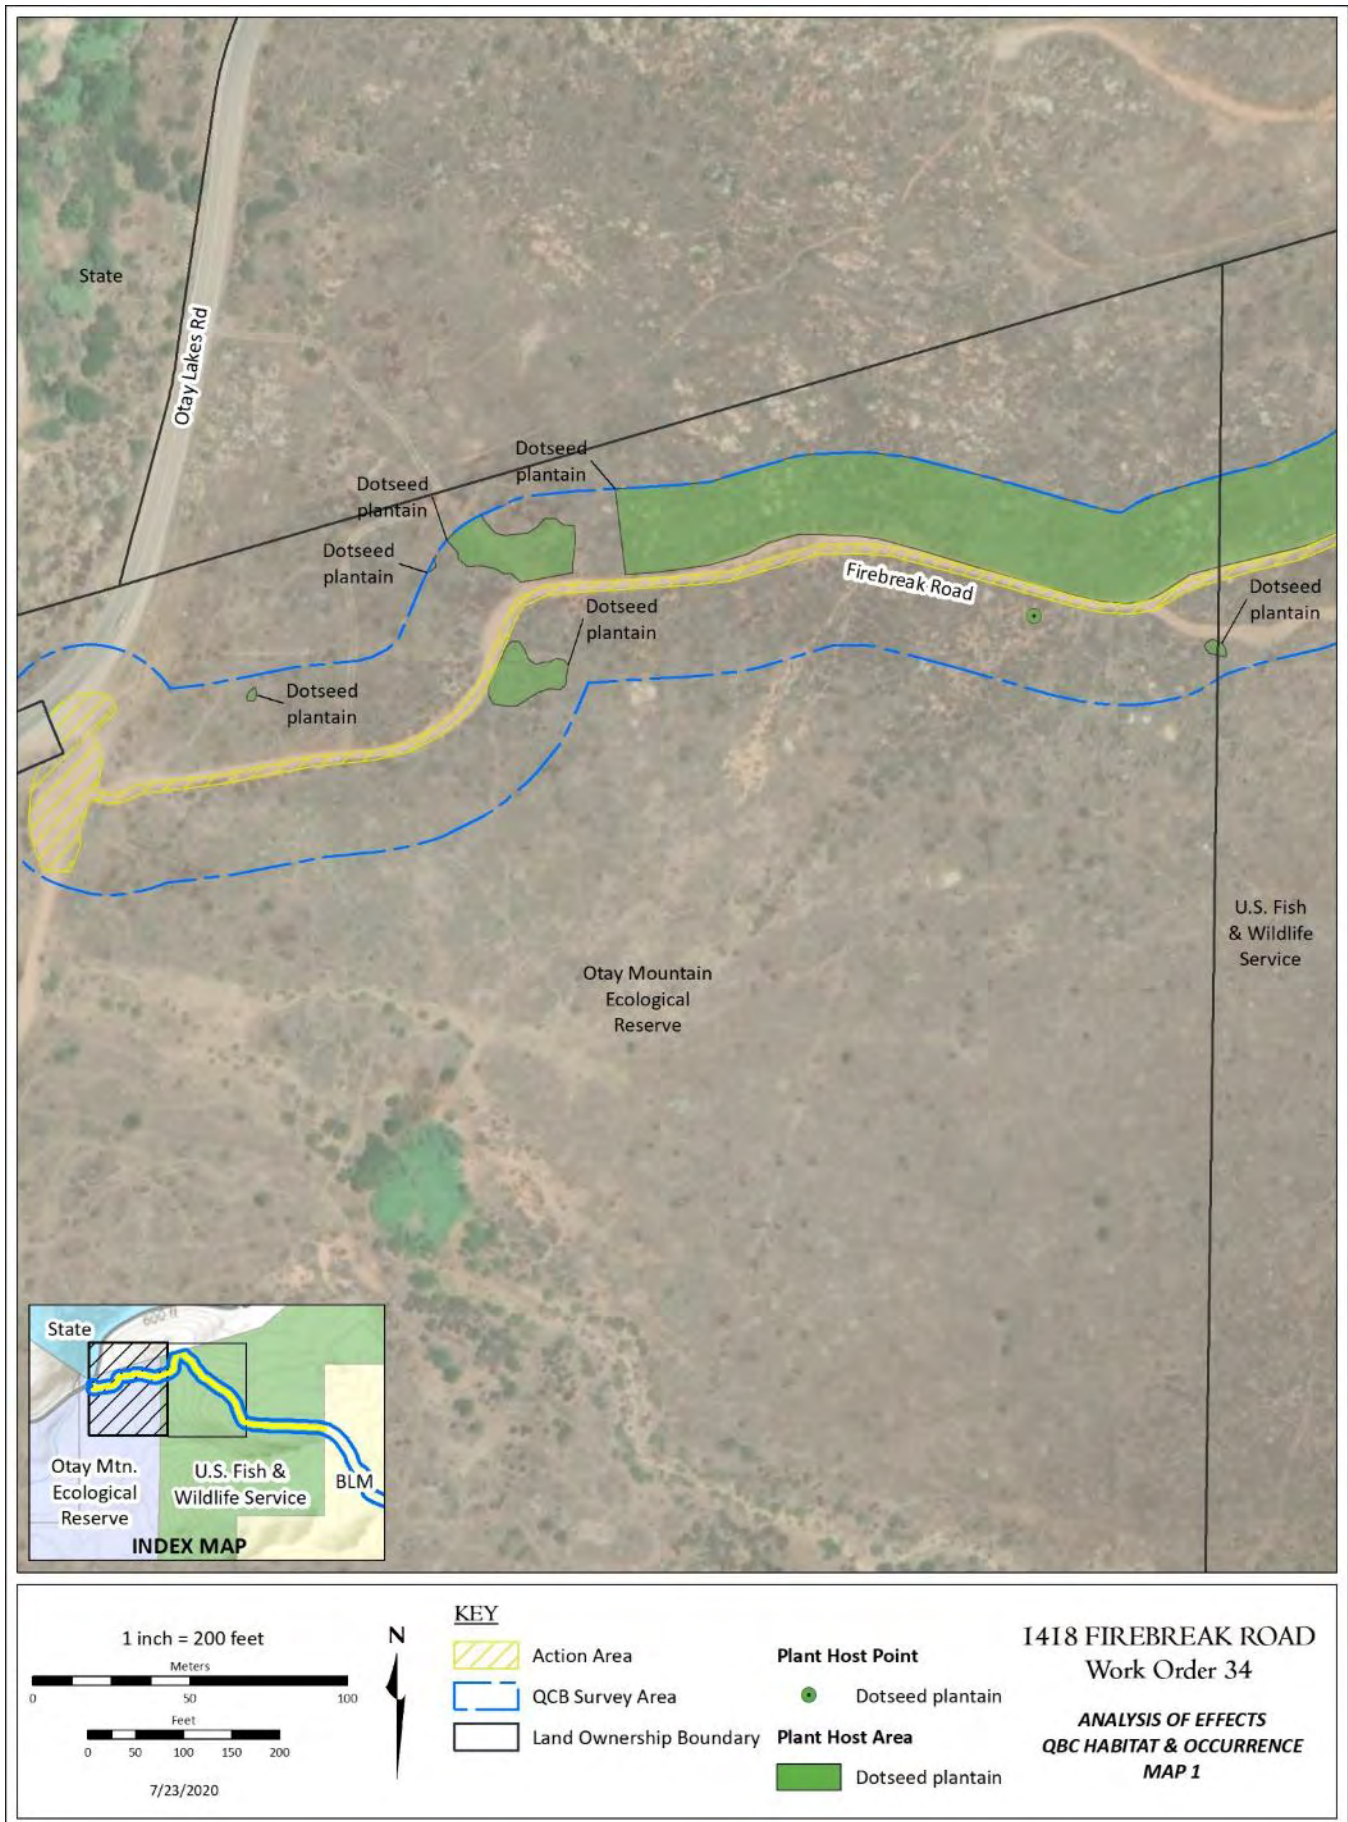 State
Otay Lakes Rd
Dotseed
plantain
Dotseed
plantain
Dotseed
plantain
Firebreak Road
Dotseed
plantain
Dotseed
plantain
Dotseed
plantain
U.S. Fish
& Wildlife
Service
Otay Mountain
Ecological
Reserve
600 ft
State
Otay Mtn.
Ecological
Reserve
U.S. Fish &
Wildlife Service
BLM
INDEX MAP
1 inch = 200 feet
Meters
0 50 100
Feet
0 50 100 150 200
7/23/2020
N
KEY
Action Area
QCB Survey Area
Land Ownership Boundary
Plant Host Point
Dotseed plantain
Plant Host Area
Dotseed plantain
1418 FIREBREAK ROAD
Work Order 34
ANALYSIS OF EFFECTS
QBC HABITAT & OCCURRENCE
MAP 1